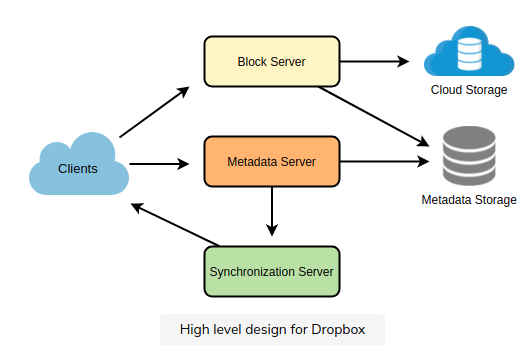 Block Server
Cloud Storage
Clients
Metadata Server
Metadata Storage
Synchronization Server
High level design for Dropbox